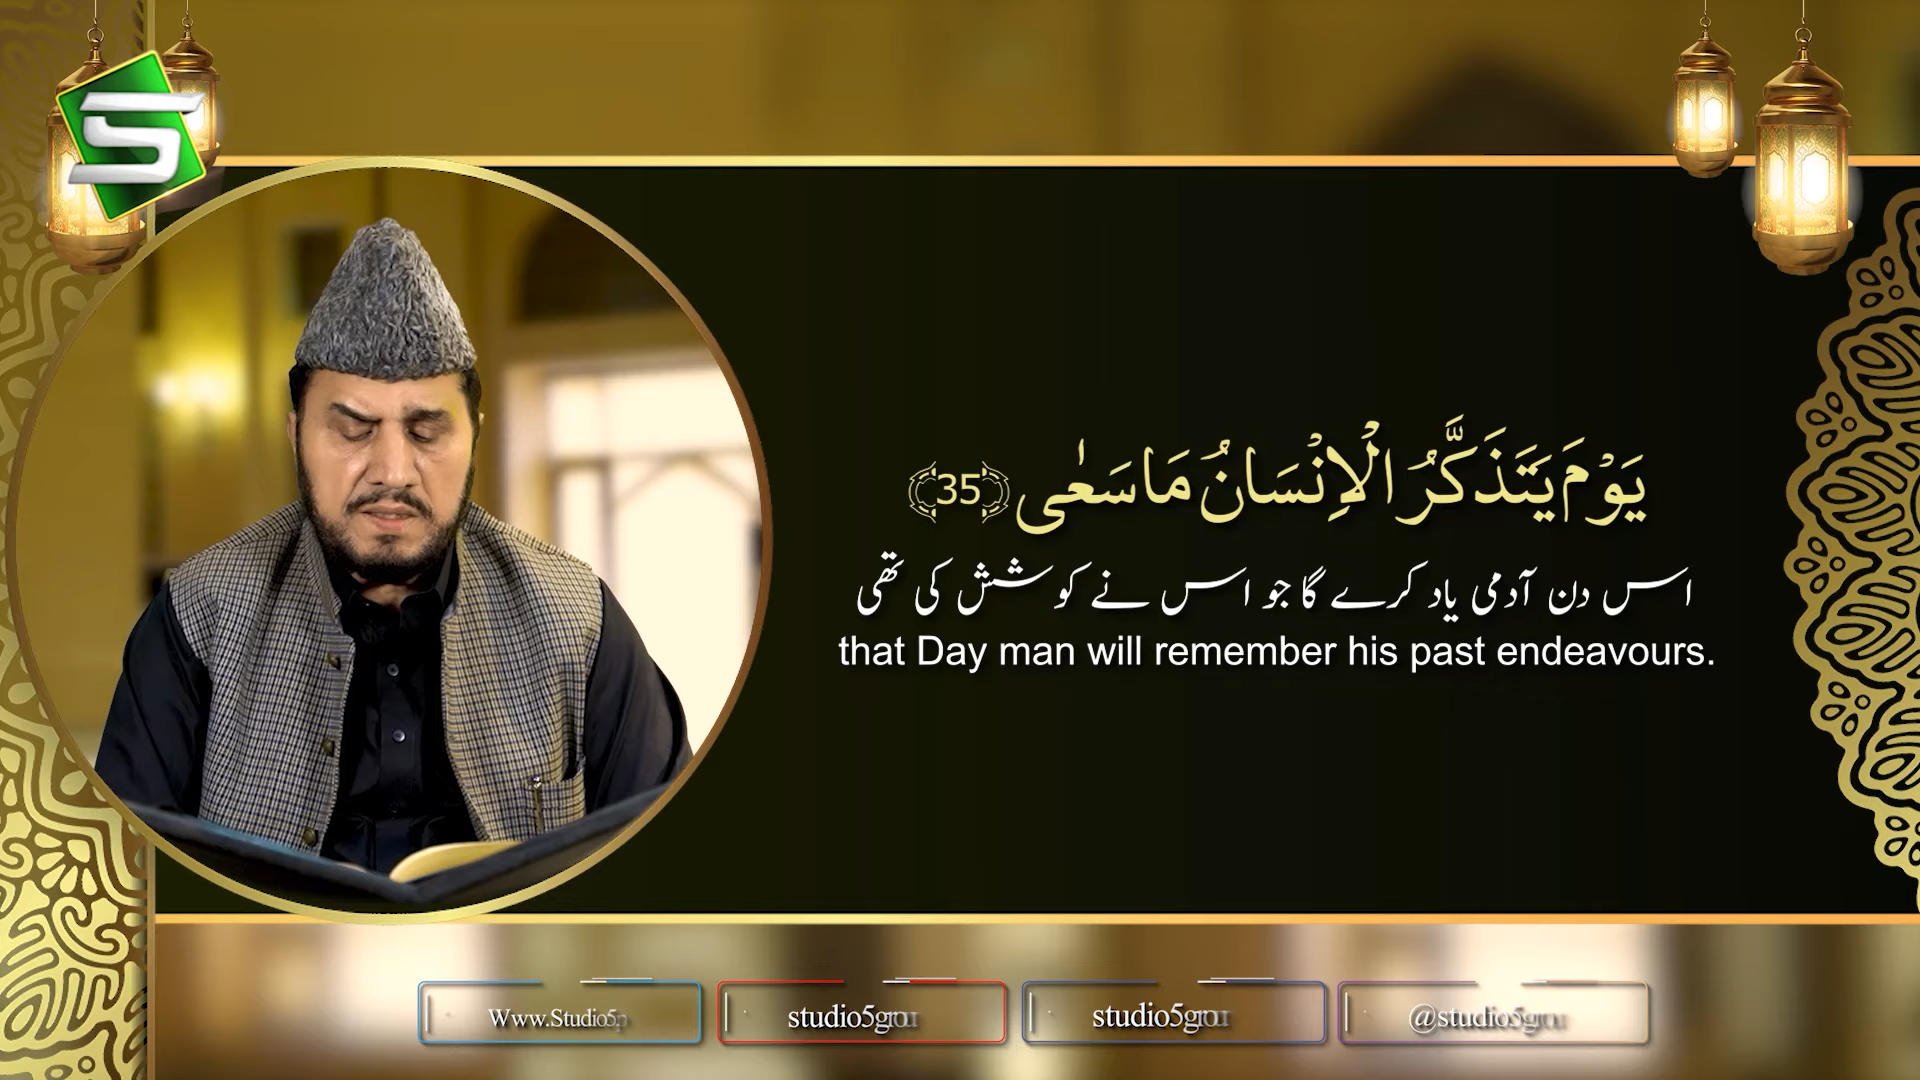 يَوْمَ يَتَذَكَّرُ الْاِنْسَانُ مَا سَعٰى 35
اس دن آدمی یاد کرے گا جو اس نے کوشش کی تھی
that Day man will remember his past endeavours.
Www.Studio5p studio5grou studio5grou @studio5grou